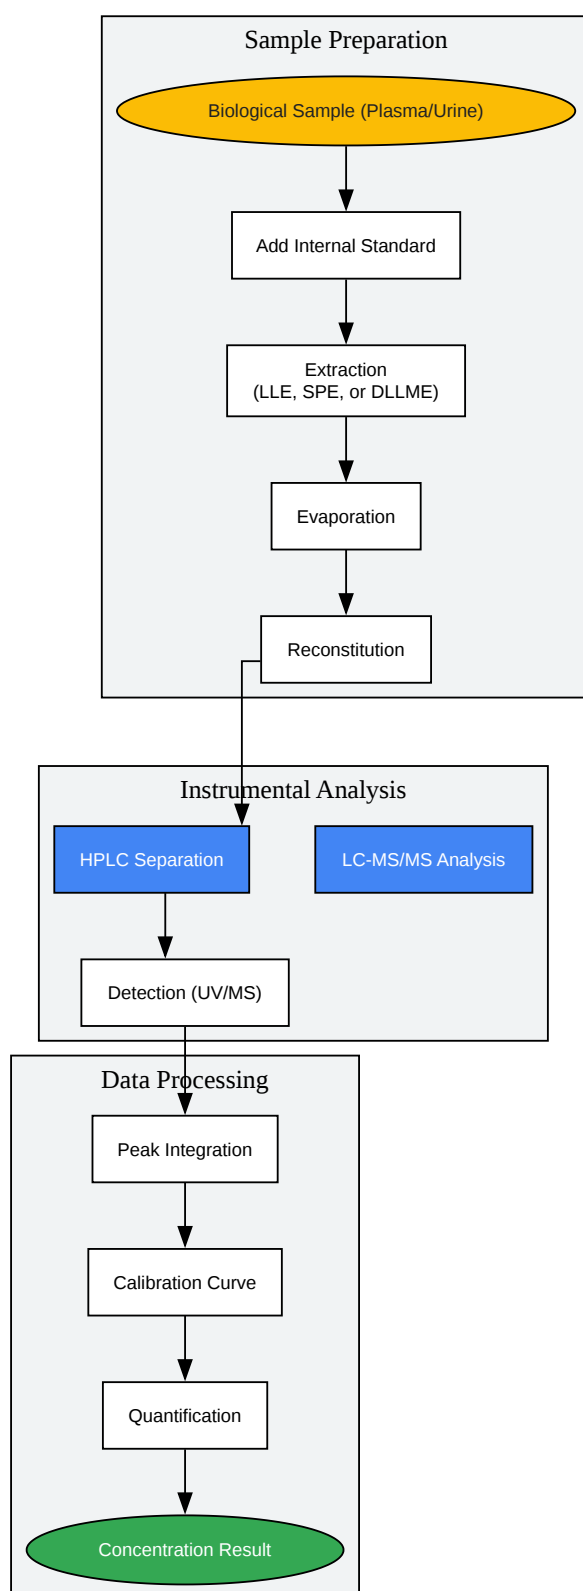 Sample Preparation
Biological Sample (Plasma/Urine)
Add Internal Standard
Extraction
(LLE, SPE, or DLLME)
Evaporation
Reconstitution
Instrumental Analysis
HPLC Separation
LC-MS/MS Analysis
Detection (UV/MS)
Data Processing
Peak Integration
Calibration Curve
Quantification
Concentration Result